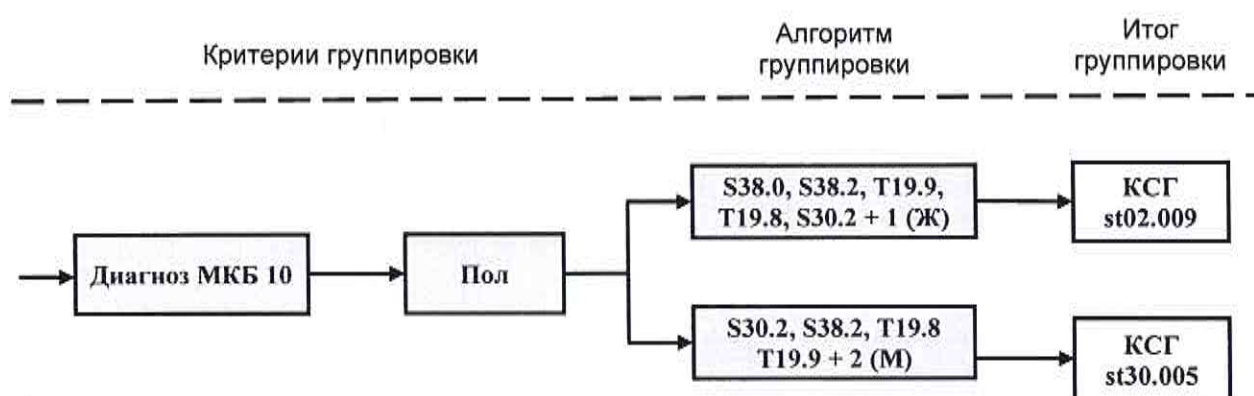 Критерии группировки
Алгоритм
группировки
Итог
группировки
Диагноз МКБ 10
Пол
S38.0, S38.2, T19.9,
T19.8, S30.2 + 1 (Ж)
КСГ
st02.009
S30.2, S38.2, T19.8
T19.9 + 2 (М)
КСГ
st30.005